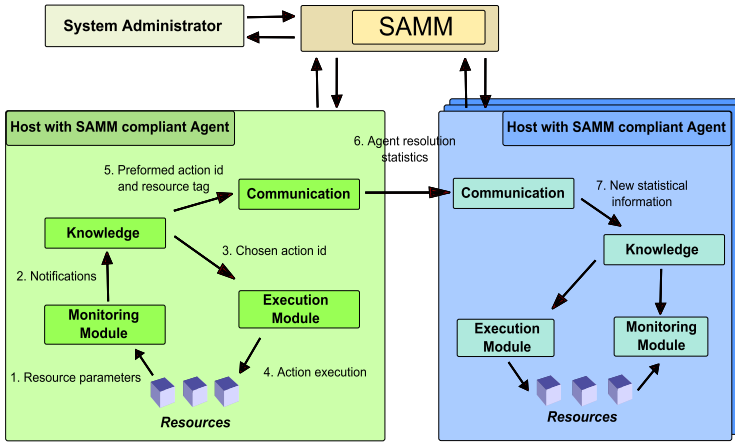 System Administrator
SAMM
Host with SAMM compliant Agent
Host with SAMM compliant Agent
6. Agent resolution
statistics
5. Preformed action id
and resource tag
Communication
Communication
7. New statistical
information
Knowledge
3. Chosen action id
Knowledge
2. Notifications
Monitoring
Module
Execution
Module
Execution
Module
Monitoring
Module
1. Resource parameters
4. Action execution
Resources
Resources